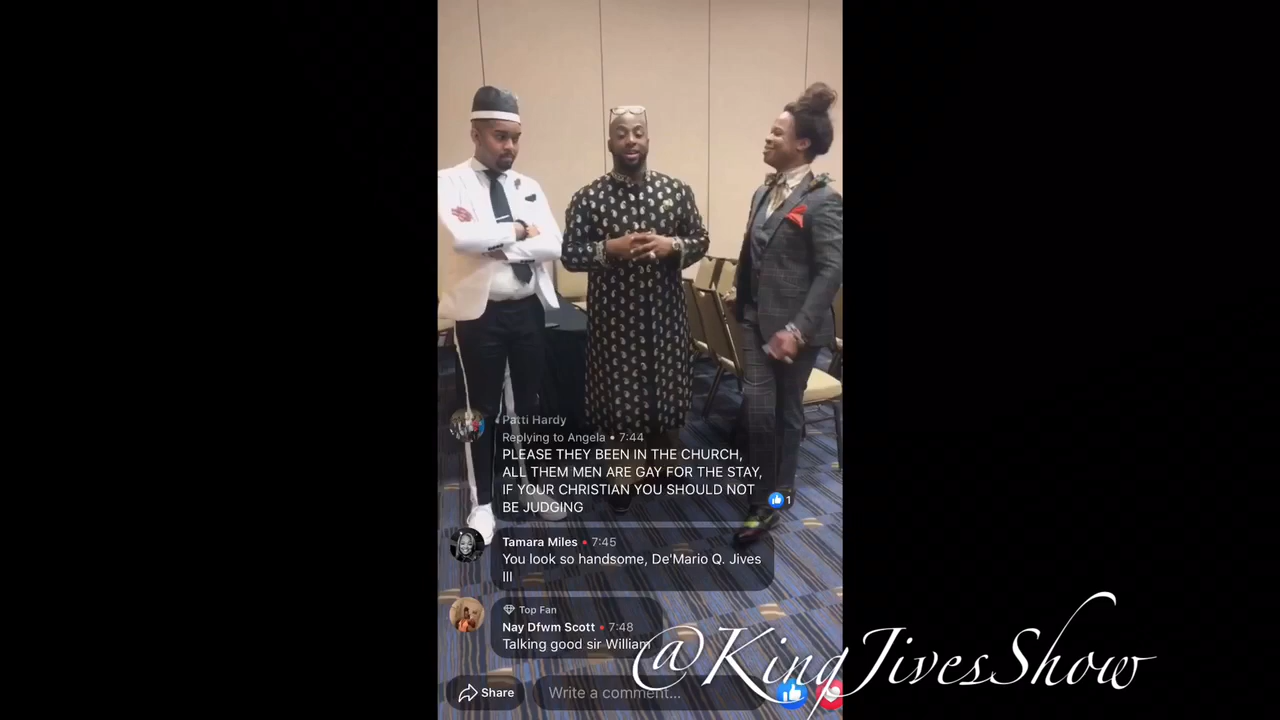 Patti Hardy
Replying to Angela • 7:44
PLEASE THEY BEEN IN THE CHURCH,
ALL THEM MEN ARE GAY FOR THE STAY,
IF YOUR CHRISTIAN YOU SHOULD NOT
BE JUDGING
1
Tamara Miles • 7:45
You look so handsome, De'Mario Q. Jives
III
Top Fan
Nay Dfwm Scott • 7:48
Talking good sir William
@KingJivesShow
Share
Write a comment...